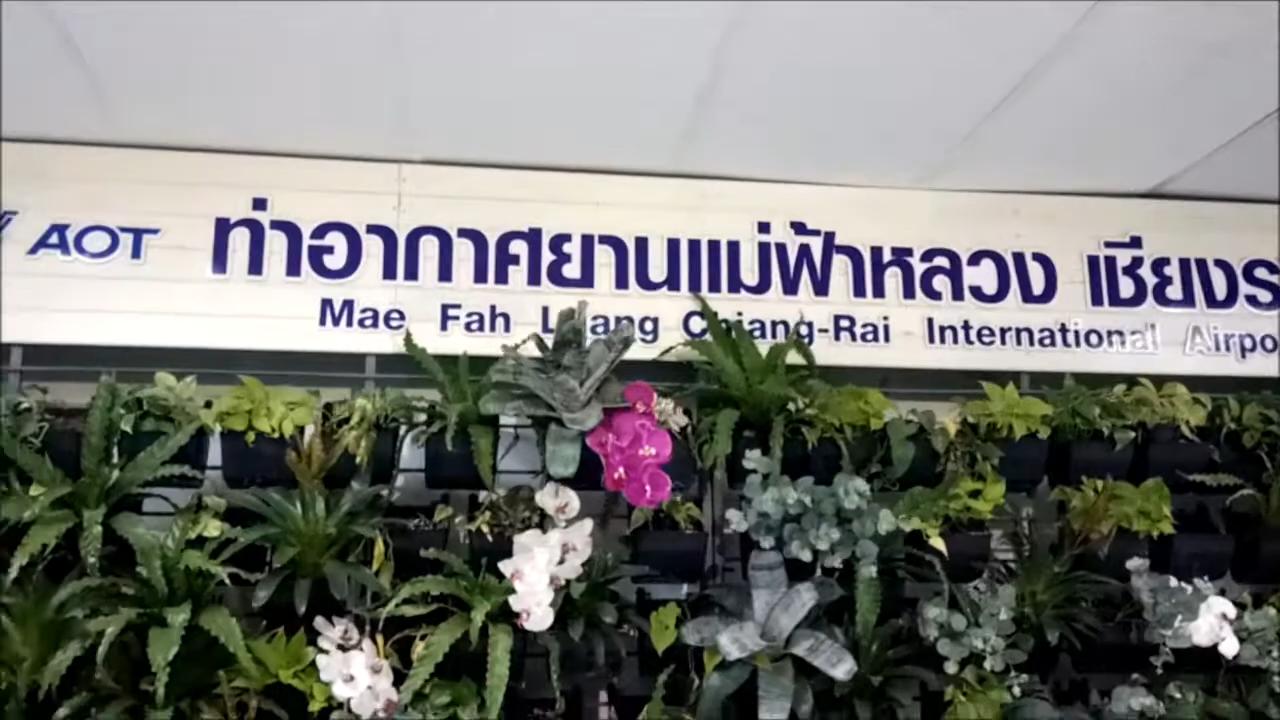 AOT ท่าอากาศยานแม่ฟ้าหลวง เชียงร
Mae Fah Luang Chiang-Rai International Airpo